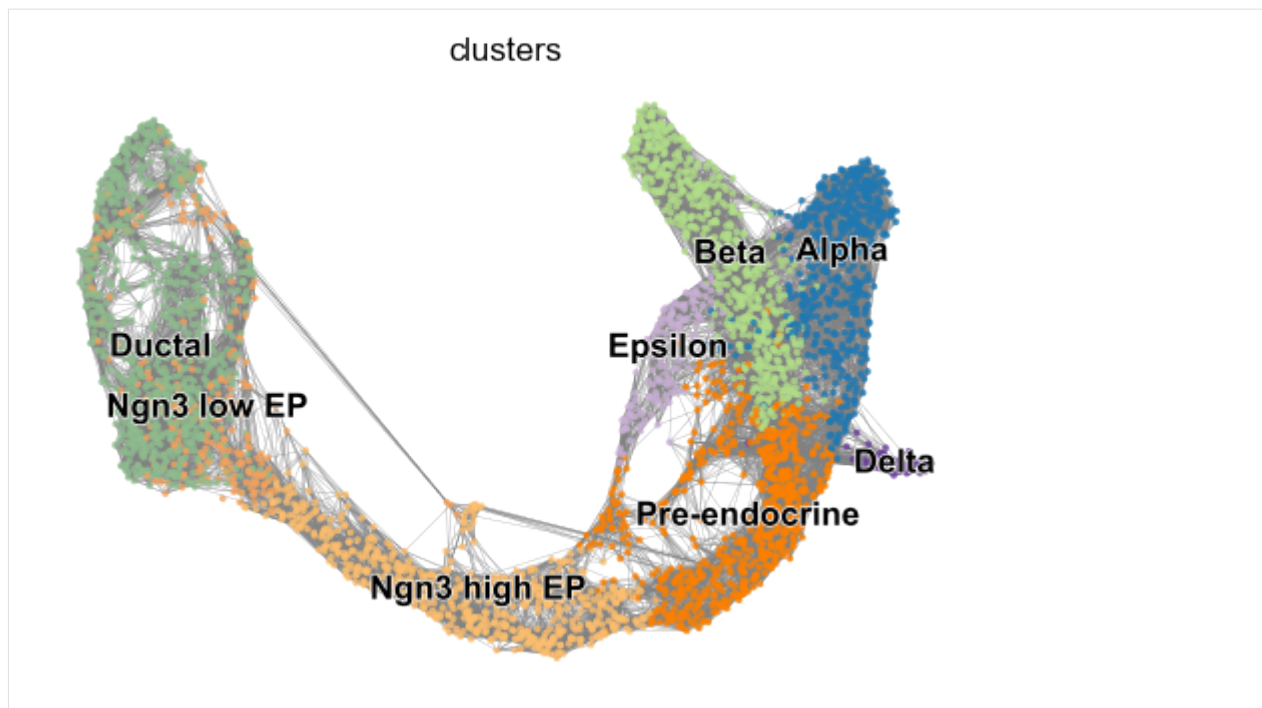 clusters
Beta
Alpha
Epsilon
Ductal
Ngn3 low EP
Delta
Pre-endocrine
Ngn3 high EP